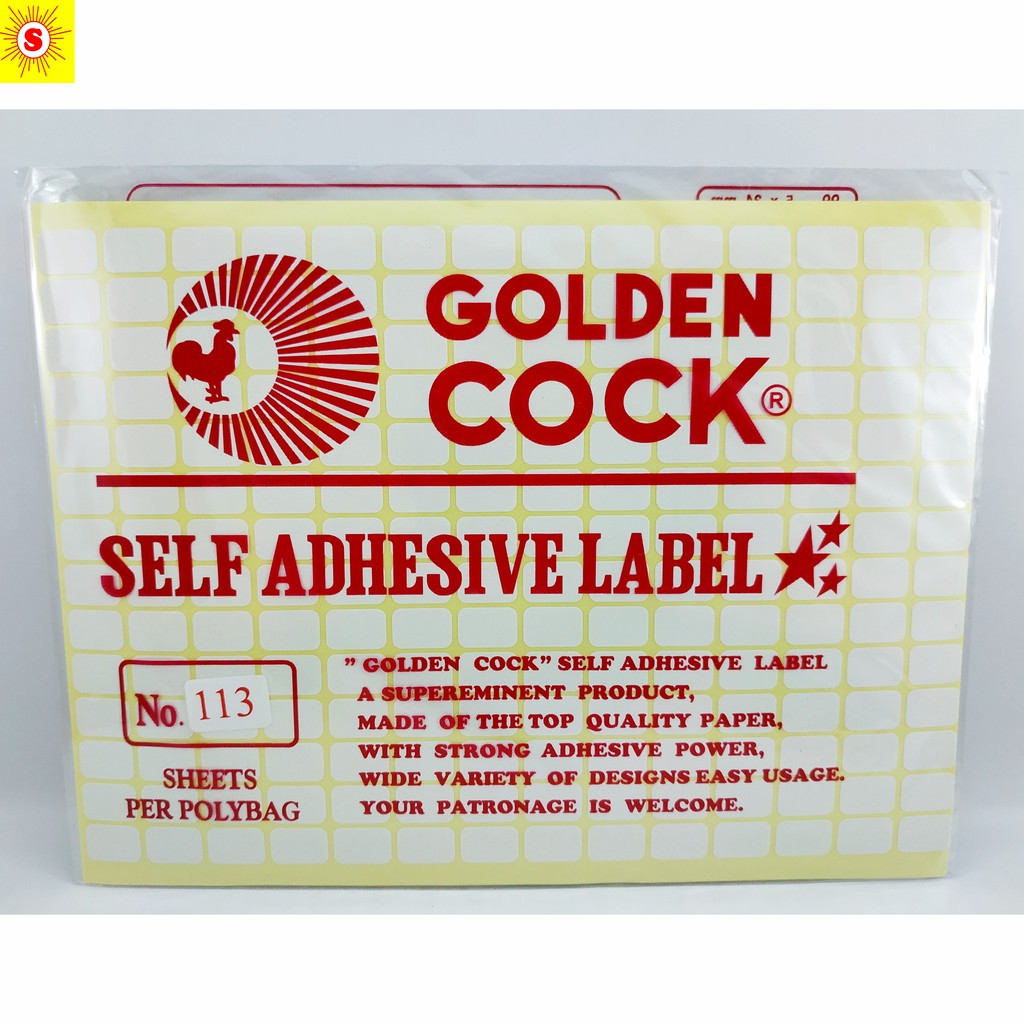 S
GOLDEN
COCK®
SELF ADHESIVE LABEL
No. 113
SHEETS
PER POLYBAG
" GOLDEN COCK" SELF ADHESIVE LABEL
A SUPEREMINENT PRODUCT,
MADE OF THE TOP QUALITY PAPER,
WITH STRONG ADHESIVE POWER,
WIDE VARIETY OF DESIGNS EASY USAGE.
YOUR PATRONAGE IS WELCOME.